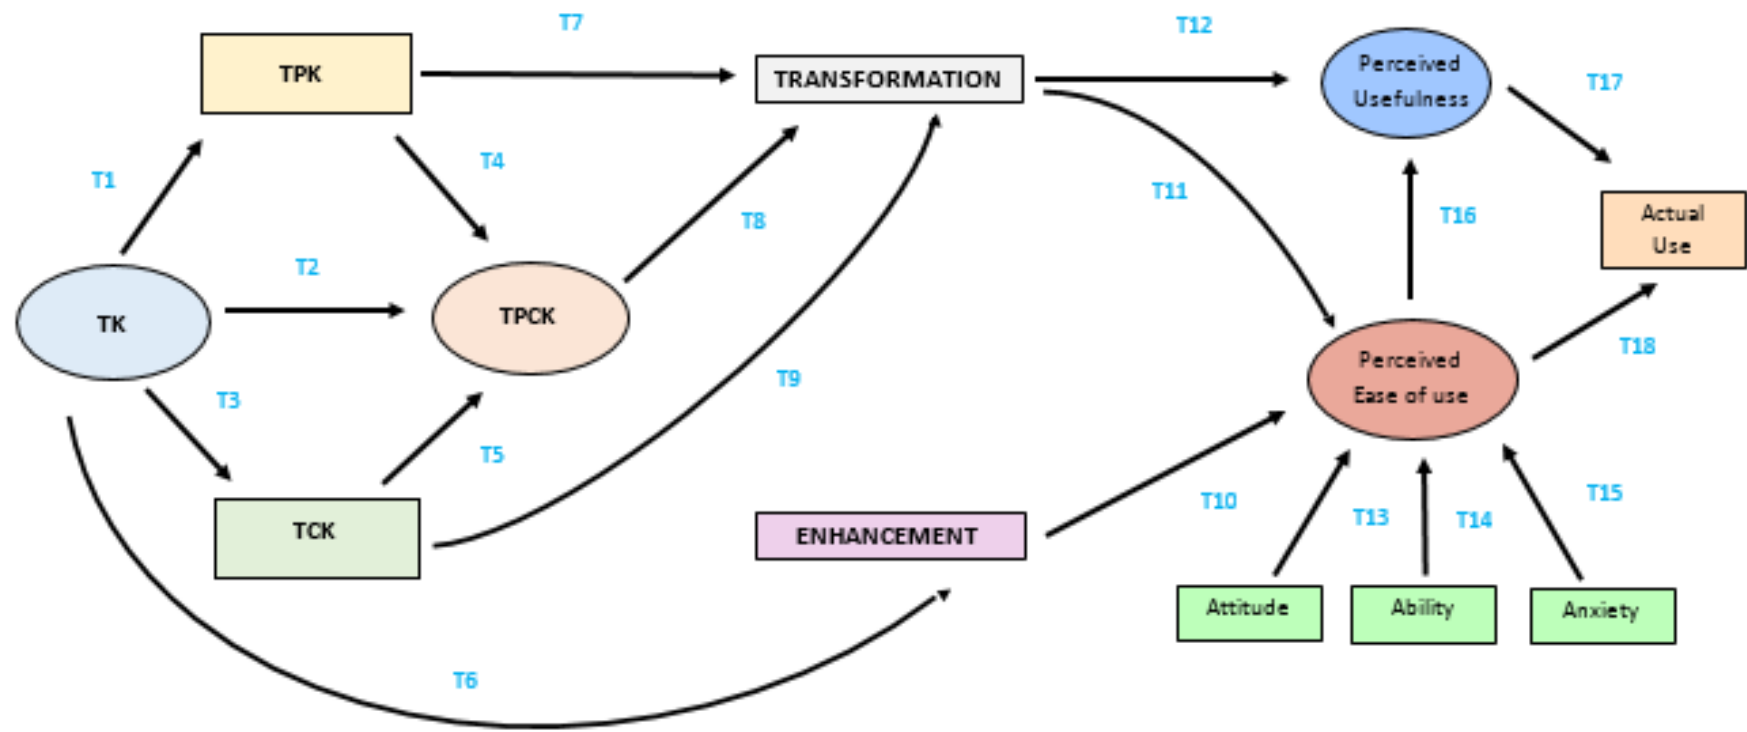 T7
T12
TPK
TRANSFORMATION
Perceived
Usefulness
T17
T1
T4
T8
T11
T16
Actual
Use
T2
TK
TPCK
T18
T3
T9
Perceived
Ease of use
T5
TCK
T10
T13
T14
T15
ENHANCEMENT
Attitude
Ability
Anxiety
T6